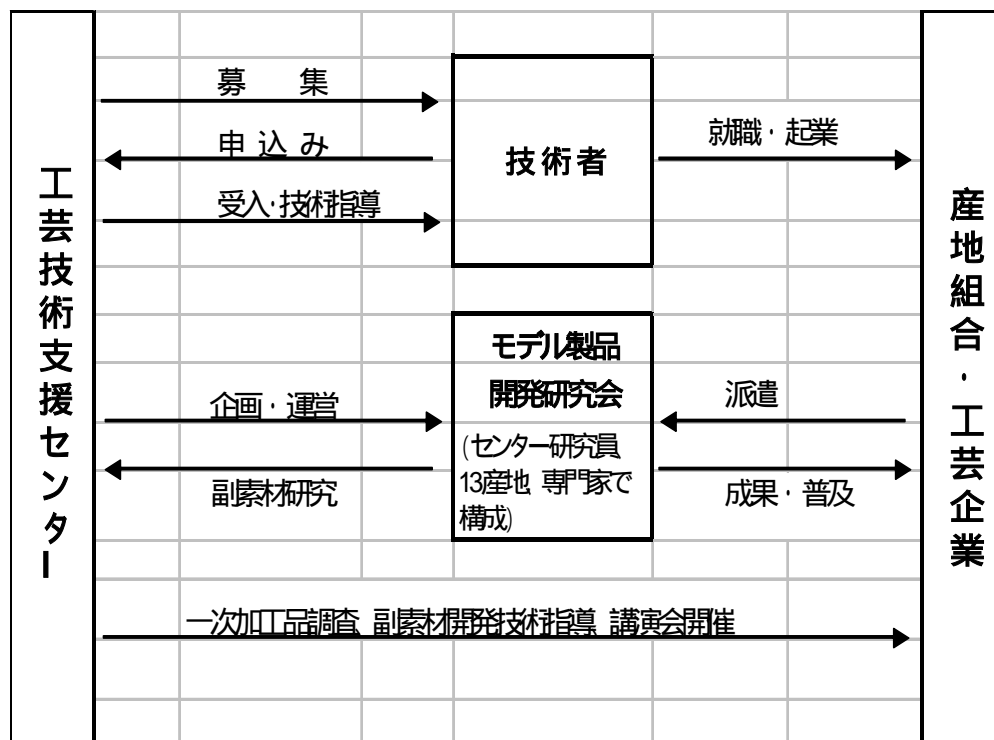 工芸技術支援センター
募　集
申 込 み
受入・技術指導
技術者
就職・起業
企画・運営
副素材研究
モデル製品
開発研究会
(センター研究員
13産地 専門家で
構成)
派遣
成果・普及
一次加工品調査 副素材開発技術指導 講演会開催
産地組合・工芸企業